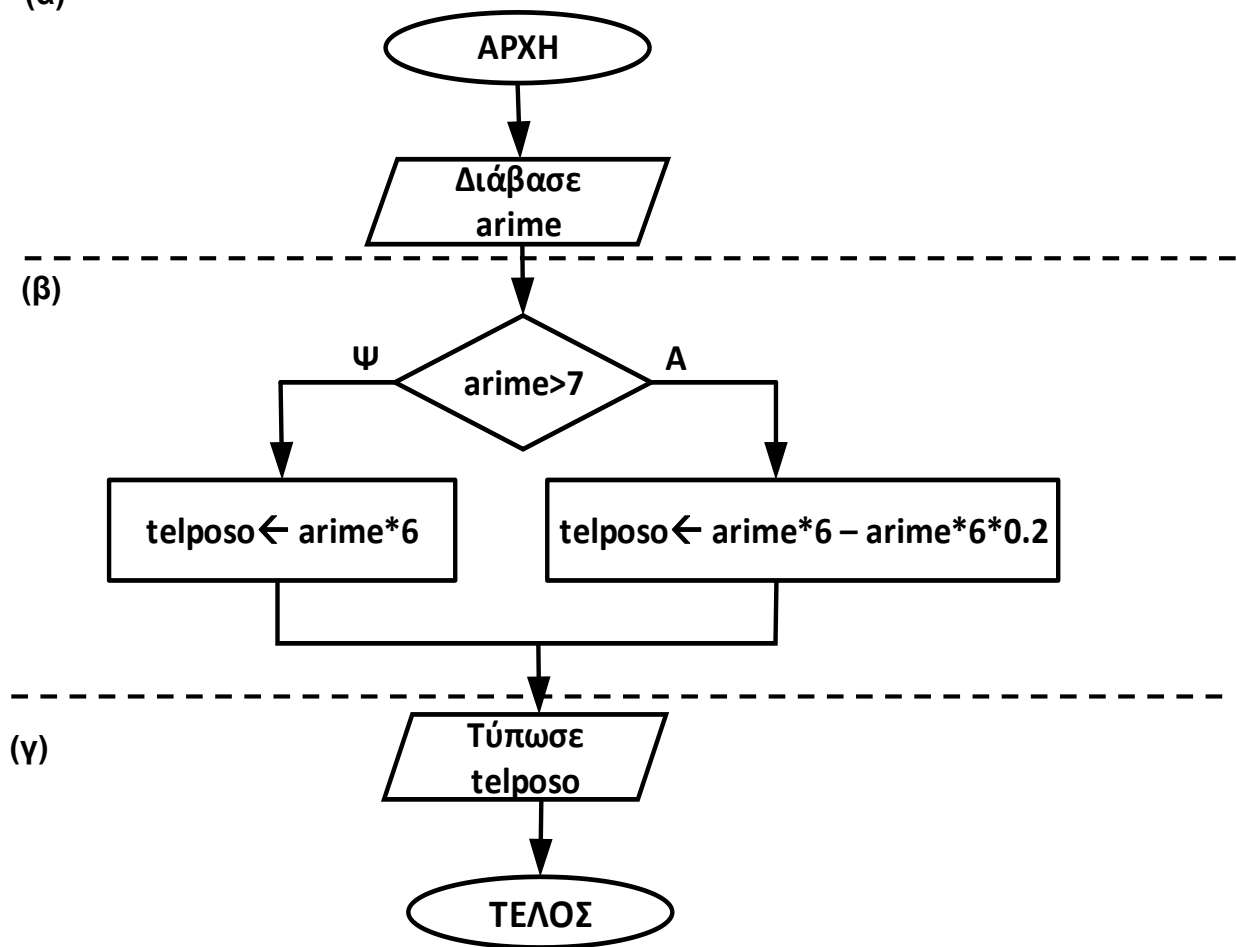 (α)
ΑΡΧΗ
Διάβασε
arime
(β)
Ψ
Α
arime>7
telposo← arime*6
telposo← arime*6 – arime*6*0.2
(γ)
Τύπωσε
telposo
ΤΕΛΟΣ